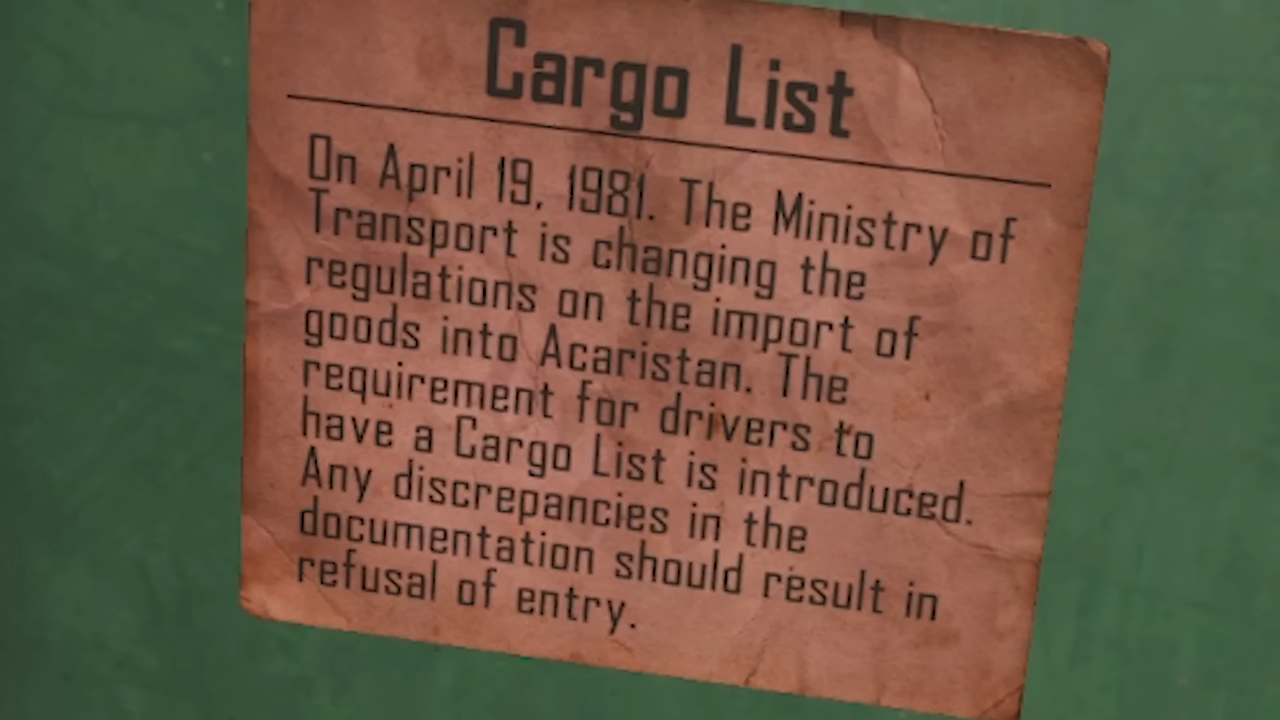 Cargo List
On April 19, 1981. The Ministry of
Transport is changing the
regulations on the import of
goods into Acaristan. The
requirement for drivers to
have a Cargo List is introduced.
Any discrepancies in the
documentation should result in
refusal of entry.